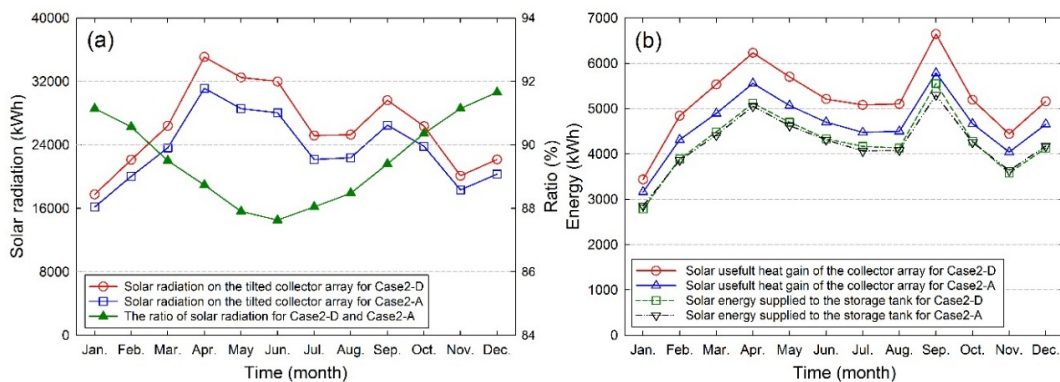 (a)
40000
32000
24000
16000
8000
0
Solar radiation (kWh)
94
92
90
88
86
84
Ratio (%)
Solar radiation on the tilted collector array for Case2-D
Solar radiation on the tilted collector array for Case2-A
The ratio of solar radiation for Case2-D and Case2-A
Jan. Feb. Mar. Apr. May Jun. Jul. Aug. Sep. Oct. Nov. Dec.
Time (month)
(b)
7000
6000
5000
4000
3000
2000
1000
0
Energy (kWh)
Solar usefult heat gain of the collector array for Case2-D
Solar usefult heat gain of the collector array for Case2-A
Solar energy supplied to the storage tank for Case2-D
Solar energy supplied to the storage tank for Case2-A
Jan. Feb. Mar. Apr. May. Jun. Jul. Aug. Sep. Oct. Nov. Dec.
Time (month)